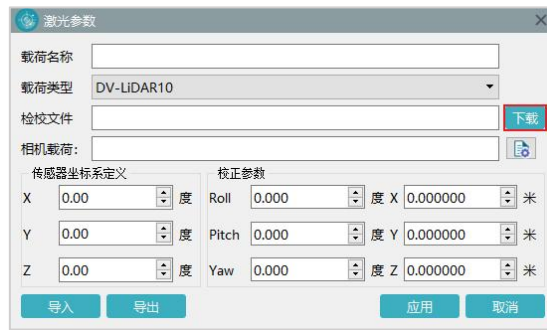 激光参数
载荷名称
载荷类型 DV-LiDAR10
检校文件 下载
相机载荷:
传感器坐标系定义 校正参数
X 0.00 度 Roll 0.000 度 X 0.000000 米
Y 0.00 度 Pitch 0.000 度 Y 0.000000 米
Z 0.00 度 Yaw 0.000 度 Z 0.000000 米
导入 导出 应用 取消